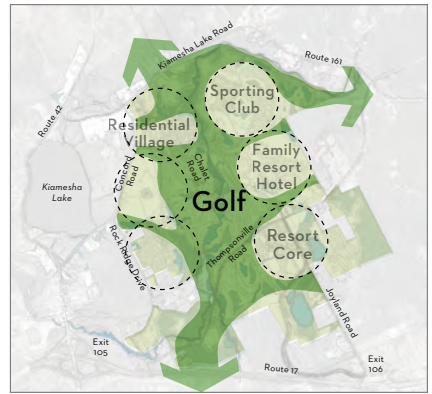 Kiamesha Lake Road
Route 161
Route 42
Sporting
Club
Residential
Village
Family
Resort
Hotel
Chalet
Road
Concord
Road
Kiamesha
Lake
Golf
Rock Ridge Drive
Thompsonville
Road
Resort
Core
Joyland Road
Exit
105
Route 17
Exit
106